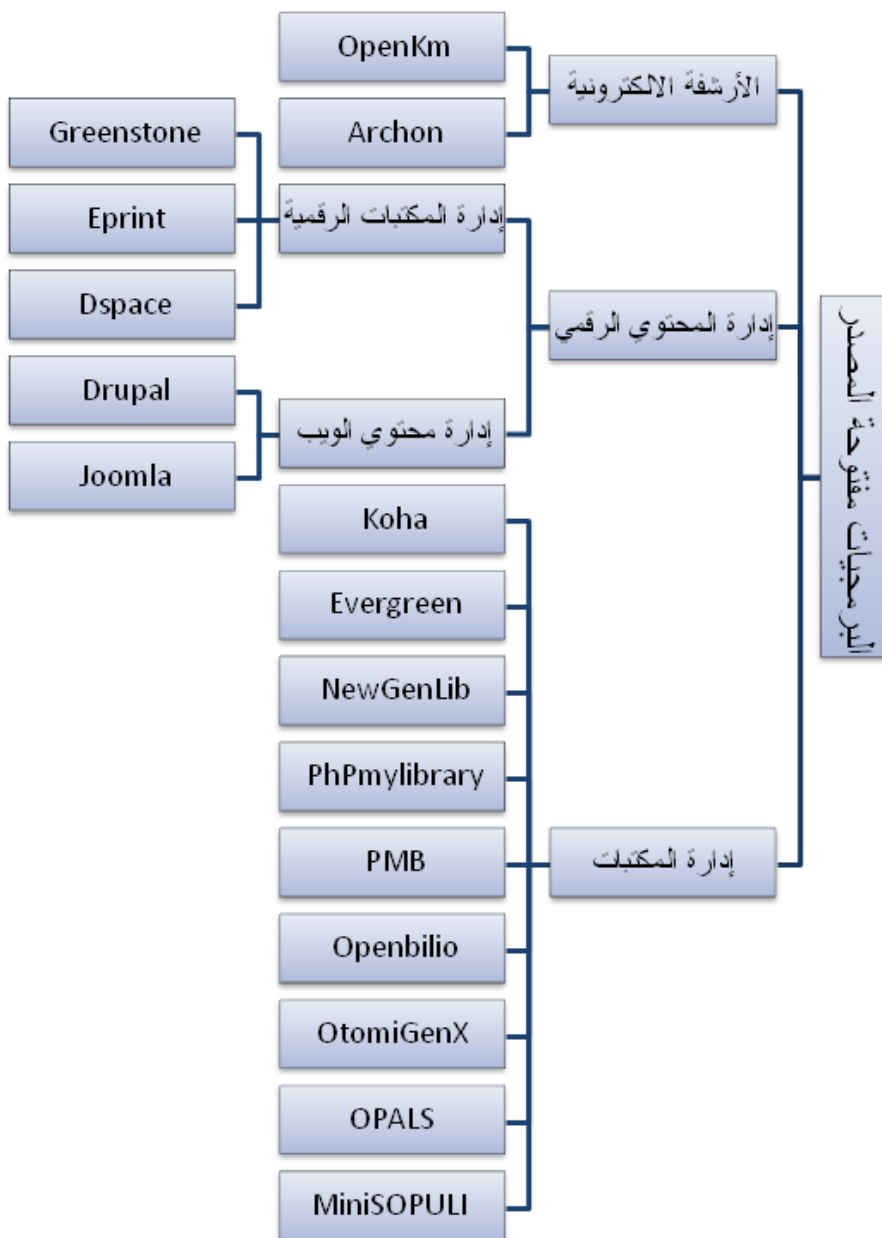 البرمجيات مفتوحة المصدر
الأرشفة الالكترونية
OpenKm
Archon
إدارة المحتوي الرقمي
إدارة المكتبات الرقمية
Greenstone
Eprint
Dspace
إدارة محتوي الويب
Drupal
Joomla
إدارة المكتبات
Koha
Evergreen
NewGenLib
PhPmylibrary
PMB
Openbilio
OtomiGenX
OPALS
MiniSOPULI